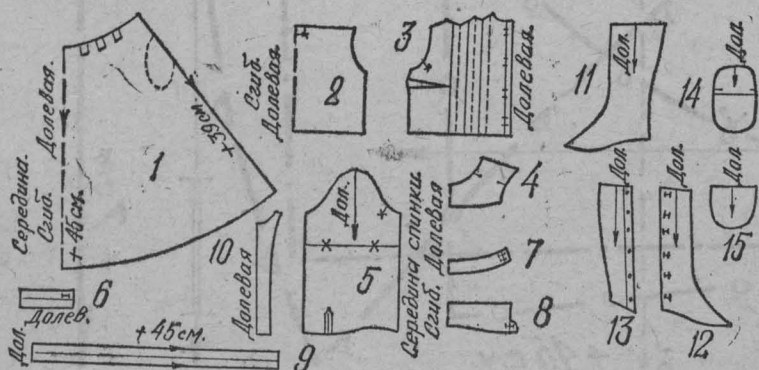 Середина. Долевая.
Сгиб.
+45см.
+39см
1
Сгиб
Долевая.
2
3
Долевая.
4
Дол.
5
Середина спинки.
Сгиб. Долевая
6
Долев.
7
8
Дол.
+45см.
9
10
Долевая
11
Дол.
12
Дол.
13
Дол.
14
Дол.
15
Дол.